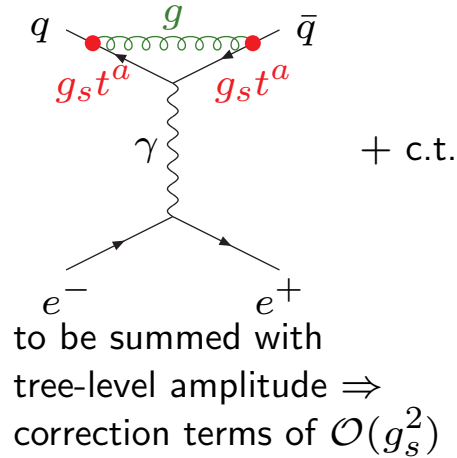 g
q q̄
g_s t^a g_s t^a
γ + c.t.
e^- e^+
to be summed with
tree-level amplitude ⇒
correction terms of 𝒪(g_s^2)